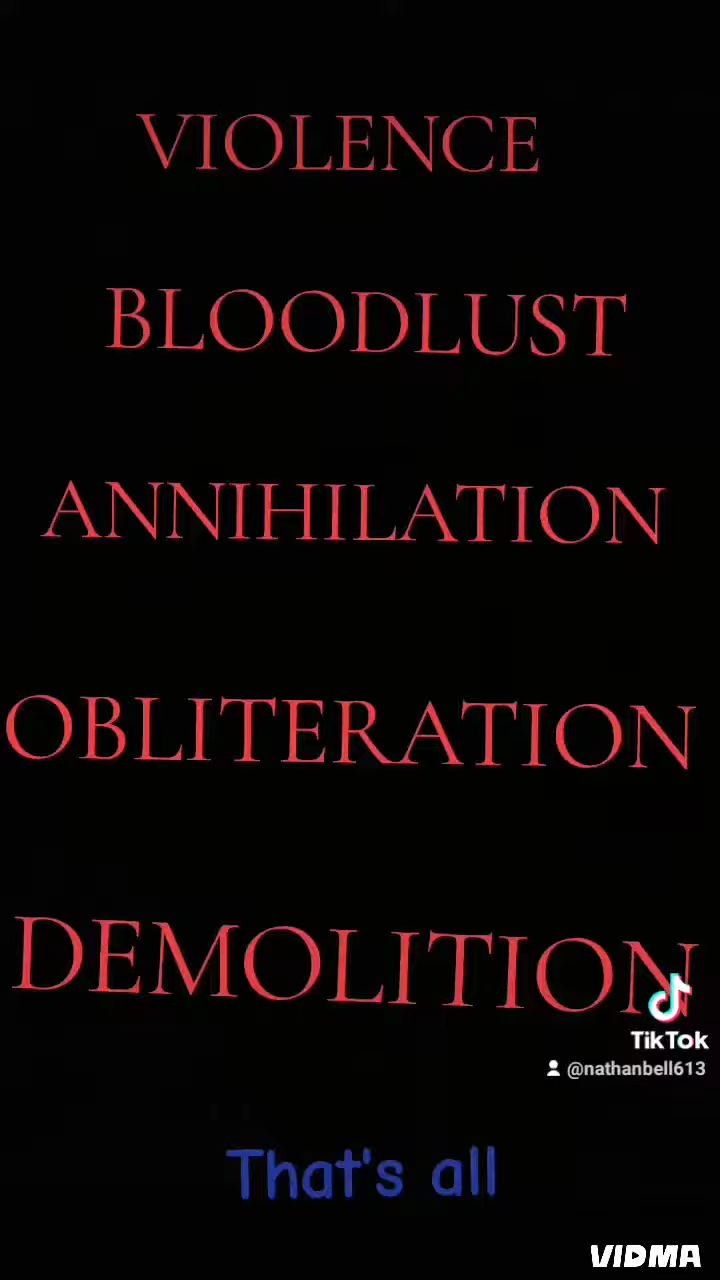 VIOLENCE
BLOODLUST
ANNIHILATION
OBLITERATION
DEMOLITION
TikTok
@nathanbell613
That's all
VIDMA